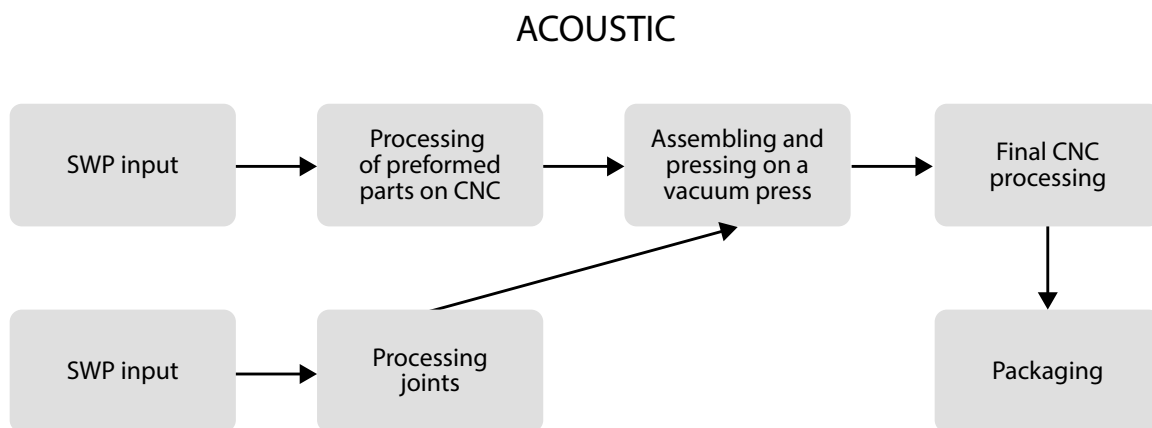 ACOUSTIC
SWP input
Processing
of preformed
parts on CNC
Assembling and
pressing on a
vacuum press
Final CNC
processing
SWP input
Processing
joints
Packaging